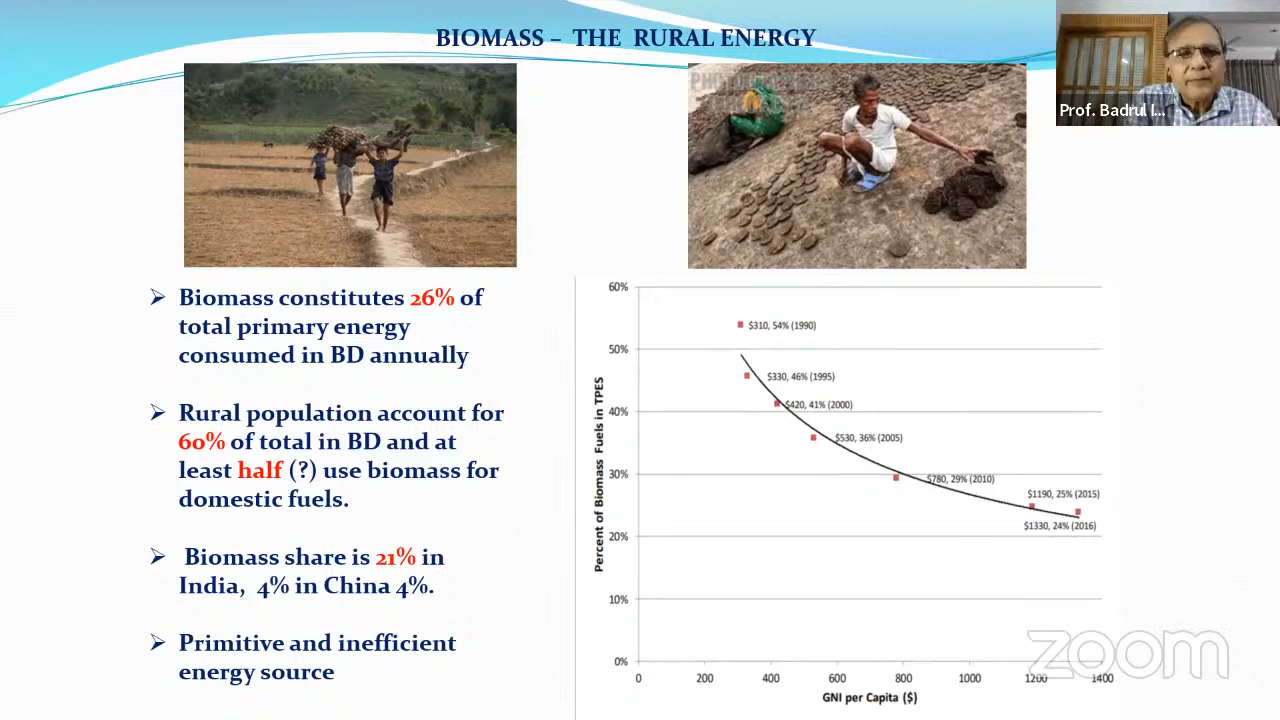 BIOMASS – THE RURAL ENERGY
Prof. Badrul I...
➢ Biomass constitutes 26% of
total primary energy
consumed in BD annually
➢ Rural population account for
60% of total in BD and at
least half (?) use biomass for
domestic fuels.
➢ Biomass share is 21% in
India, 4% in China 4%.
➢ Primitive and inefficient
energy source
Percent of Biomass Fuels in TPES
60%
50%
40%
30%
20%
10%
0%
$310, 54% (1990)
$330, 46% (1995)
$420, 41% (2000)
$530, 36% (2005)
$780, 29% (2010)
$1190, 25% (2015)
$1330, 24% (2016)
0 200 400 600 800 1000 1200 1400
GNI per Capita ($)
zoom